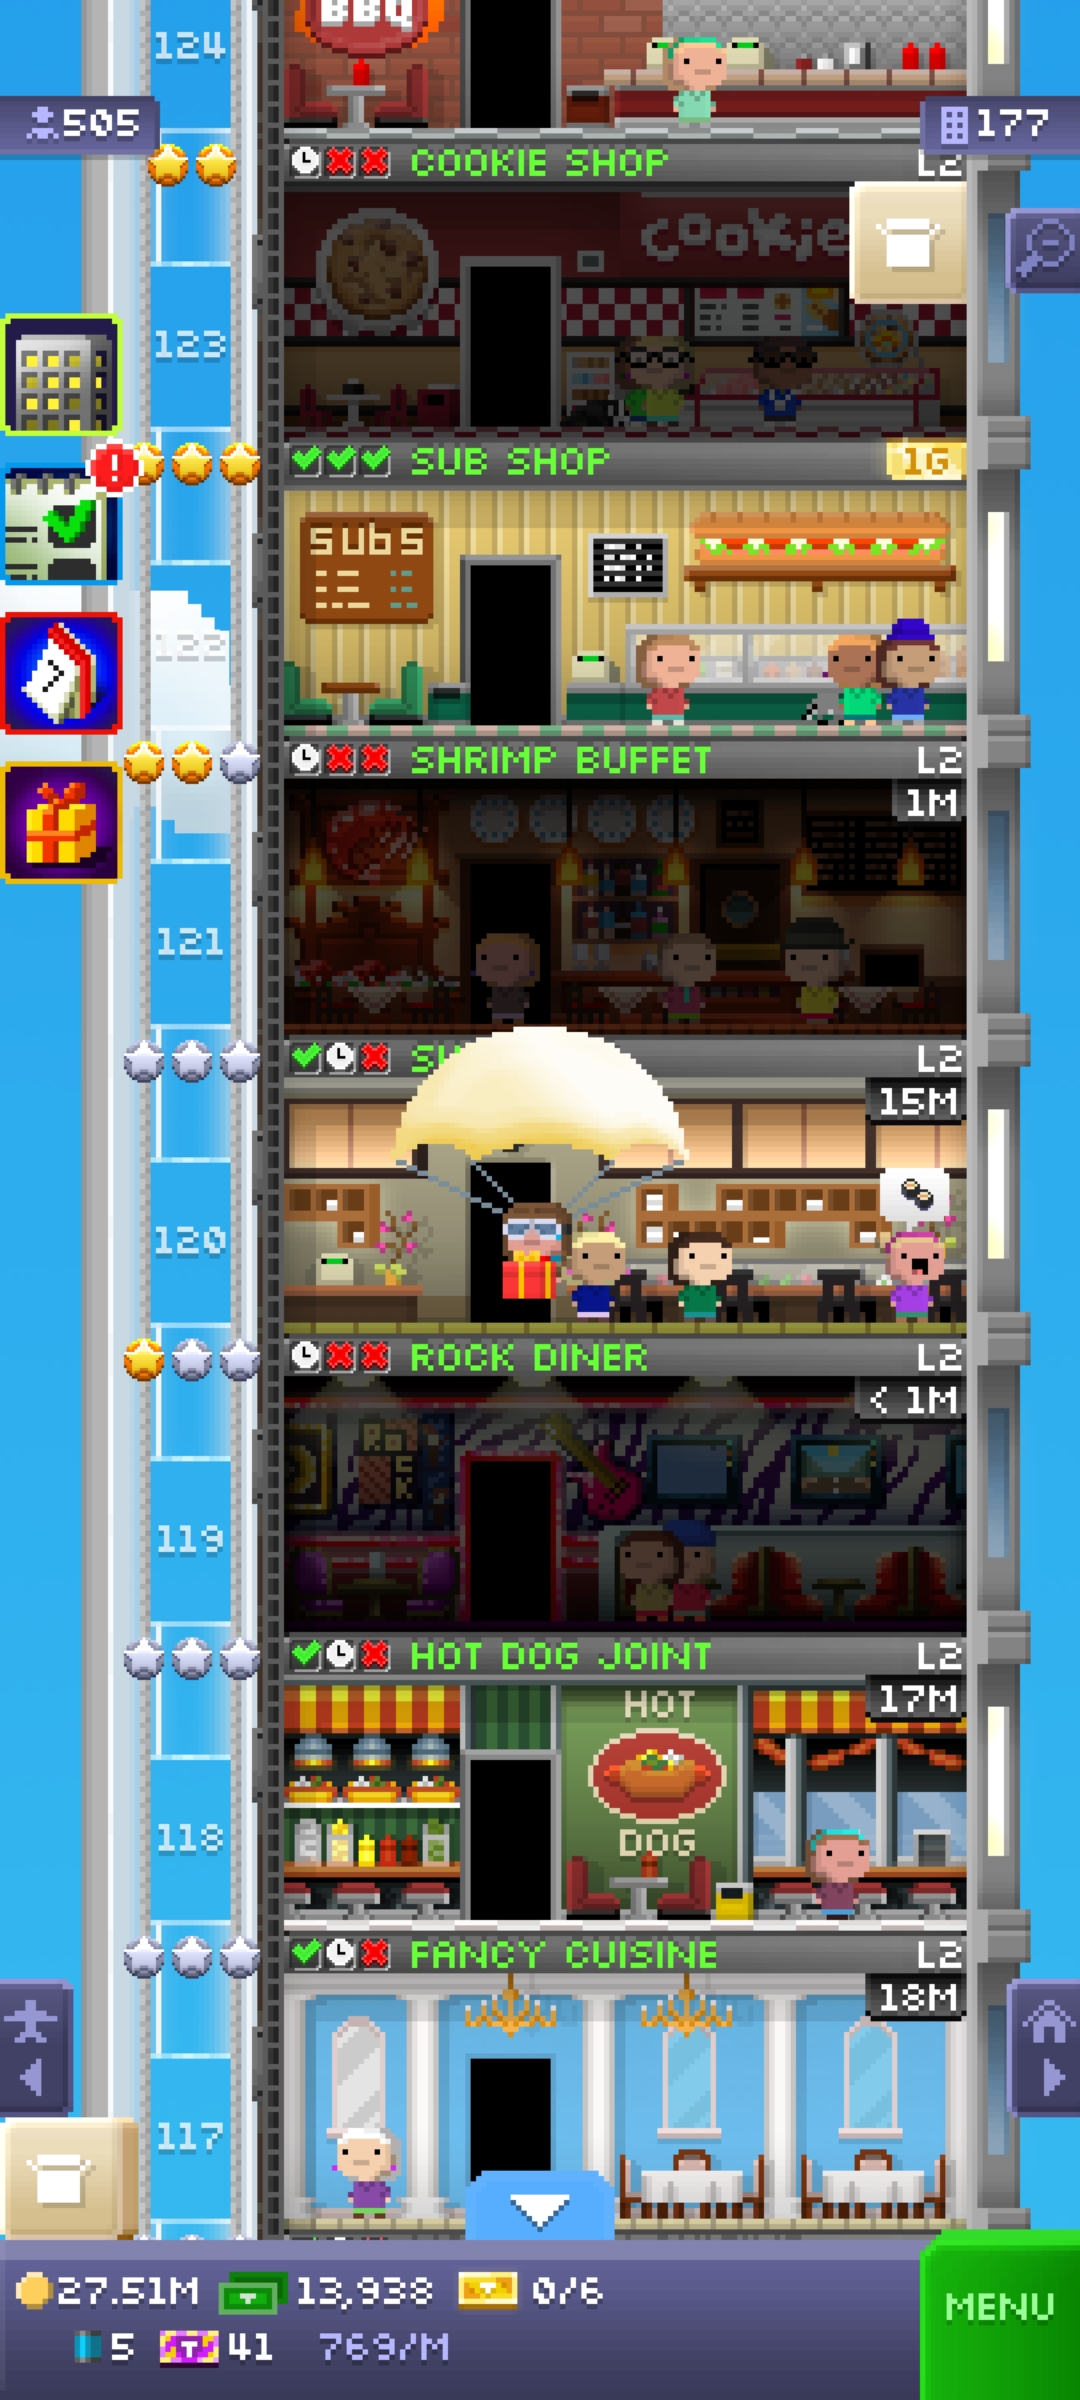 BBQ
124
505
177
COOKIE SHOP
L2
cookie
123
SUB SHOP
1G
subs
122
SHRIMP BUFFET
L2
1M
121
L2
15M
120
ROCK DINER
L2
< 1M
ROCK
119
HOT DOG JOINT
L2
17M
HOT
DOG
118
FANCY CUISINE
L2
18M
117
27.51M 13,938 0/6
5 41 769/M
MENU